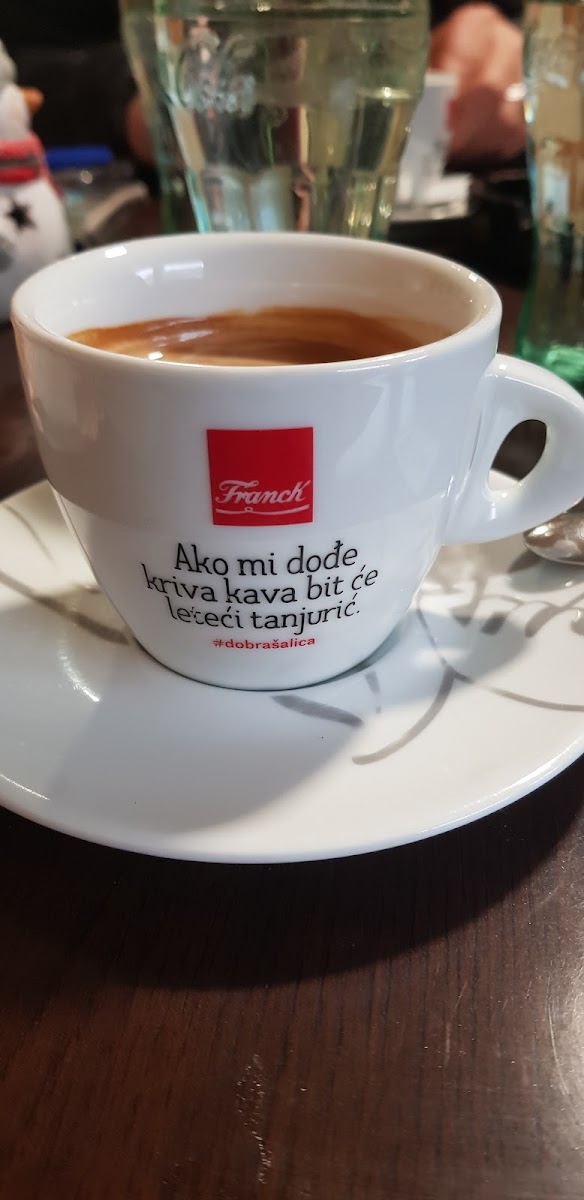 Franck
Ako mi dođe
kriva kava bit će
leteći tanjurić.
#dobrašalica